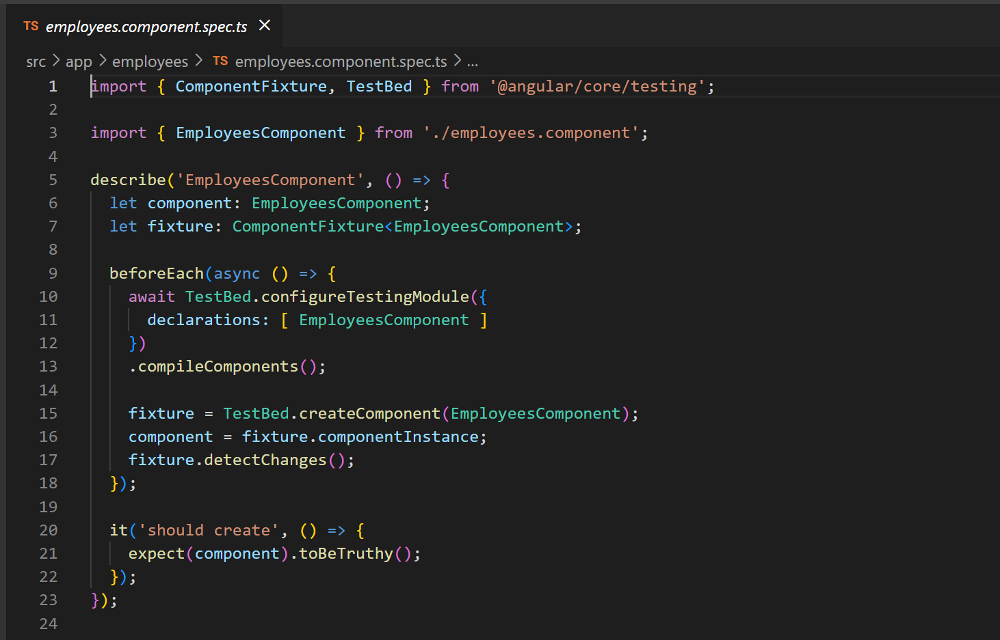 TS employees.component.spec.ts ×
src > app > employees > TS employees.component.spec.ts > ...
1 import { ComponentFixture, TestBed } from '@angular/core/testing';
2
3 import { EmployeesComponent } from './employees.component';
4
5 describe('EmployeesComponent', () => {
6   let component: EmployeesComponent;
7   let fixture: ComponentFixture<EmployeesComponent>;
8
9   beforeEach(async () => {
10     await TestBed.configureTestingModule({
11       declarations: [ EmployeesComponent ]
12     })
13     .compileComponents();
14
15     fixture = TestBed.createComponent(EmployeesComponent);
16     component = fixture.componentInstance;
17     fixture.detectChanges();
18   });
19
20   it('should create', () => {
21     expect(component).toBeTruthy();
22   });
23 });
24